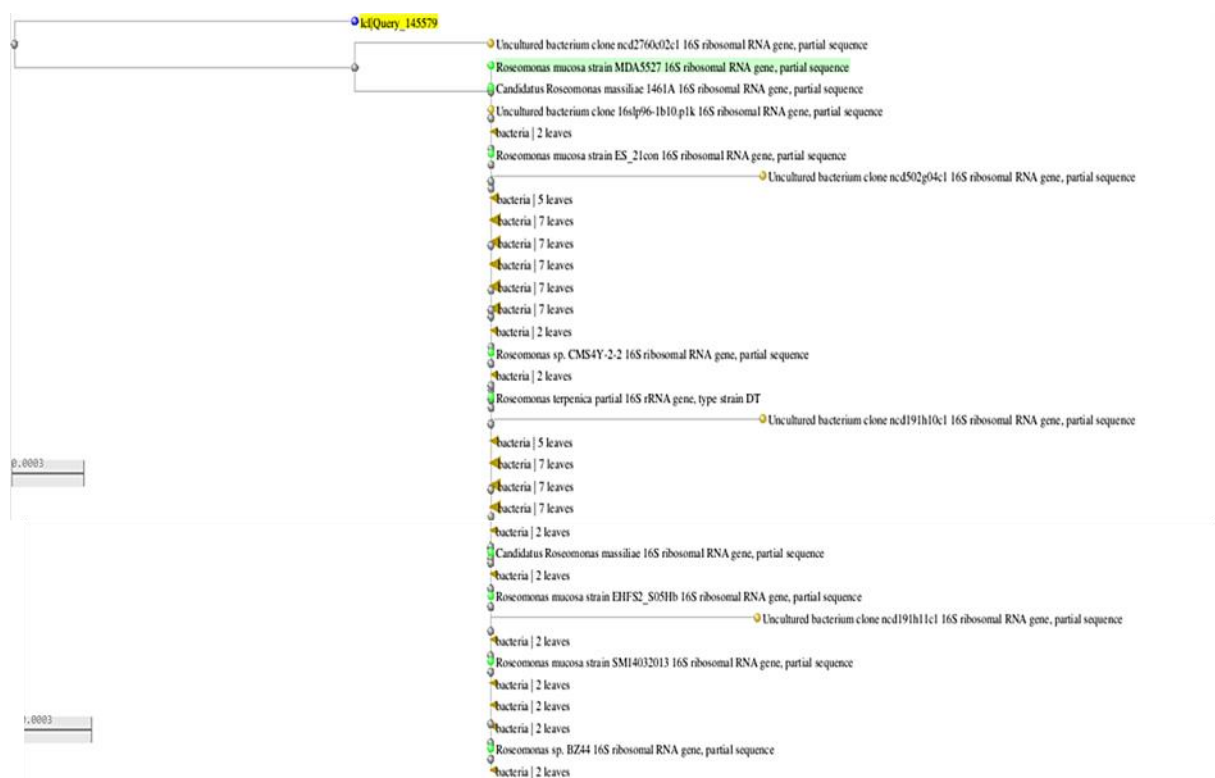 lcl|Query_145579
Uncultured bacterium clone ncd2760c02c1 16S ribosomal RNA gene, partial sequence
Roseomonas mucosa strain MDA5527 16S ribosomal RNA gene, partial sequence
Candidatus Roseomonas massiliae 1461A 16S ribosomal RNA gene, partial sequence
Uncultured bacterium clone 16slp96-1b10.p1k 16S ribosomal RNA gene, partial sequence
bacteria | 2 leaves
Roseomonas mucosa strain ES_21con 16S ribosomal RNA gene, partial sequence
Uncultured bacterium clone ncd502g04c1 16S ribosomal RNA gene, partial sequence
bacteria | 5 leaves
bacteria | 7 leaves
bacteria | 7 leaves
bacteria | 7 leaves
bacteria | 7 leaves
bacteria | 7 leaves
bacteria | 2 leaves
Roseomonas sp. CMS4Y-2-2 16S ribosomal RNA gene, partial sequence
bacteria | 2 leaves
Roseomonas terpenica partial 16S rRNA gene, type strain DT
Uncultured bacterium clone ncd191h10c1 16S ribosomal RNA gene, partial sequence
bacteria | 5 leaves
0.0003
bacteria | 7 leaves
bacteria | 7 leaves
bacteria | 7 leaves
bacteria | 2 leaves
Candidatus Roseomonas massiliae 16S ribosomal RNA gene, partial sequence
bacteria | 2 leaves
Roseomonas mucosa strain EHFS2_S05Hb 16S ribosomal RNA gene, partial sequence
Uncultured bacterium clone ncd191h11c1 16S ribosomal RNA gene, partial sequence
bacteria | 2 leaves
Roseomonas mucosa strain SM14032013 16S ribosomal RNA gene, partial sequence
bacteria | 2 leaves
bacteria | 2 leaves
0.0003
bacteria | 2 leaves
Roseomonas sp. BZ44 16S ribosomal RNA gene, partial sequence
bacteria | 2 leaves